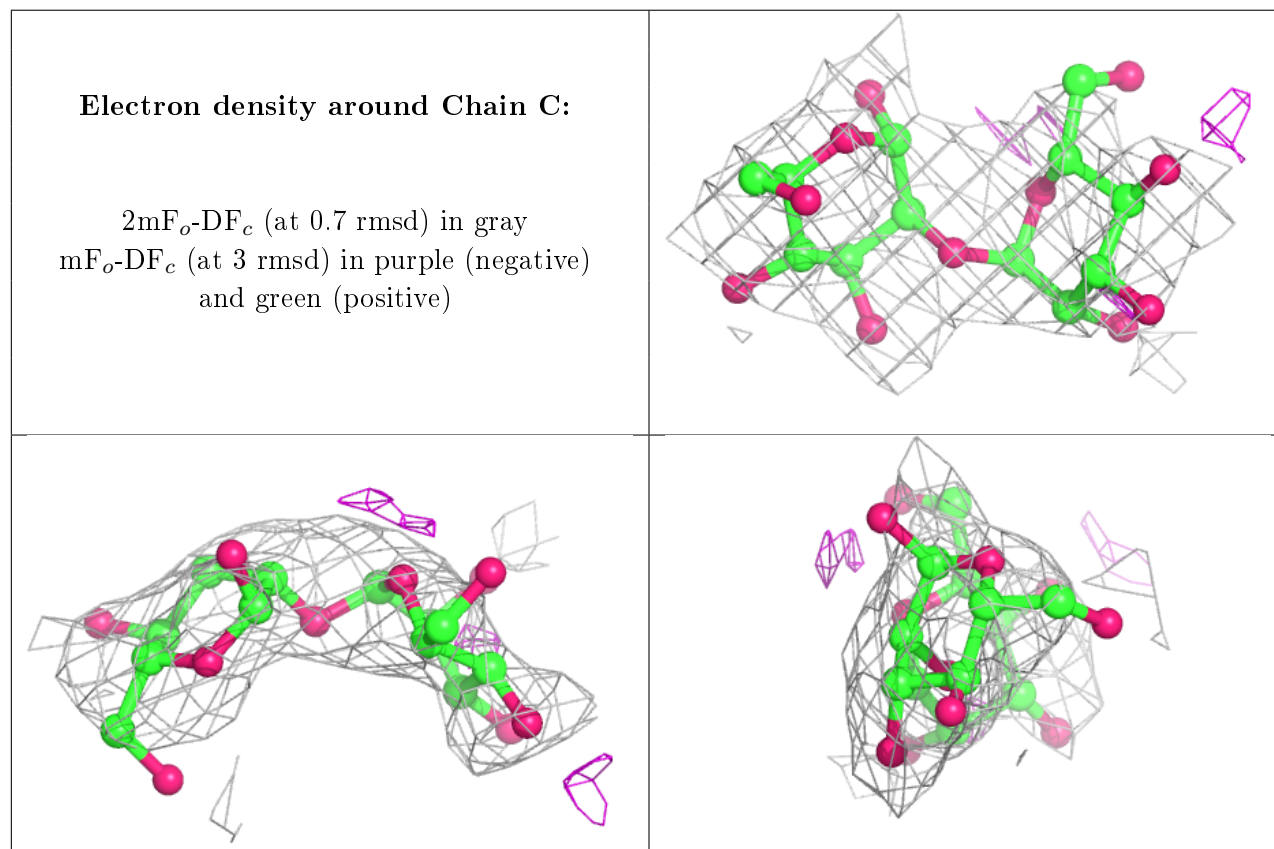 Electron density around Chain C:
2mFo-DFc (at 0.7 rmsd) in gray
mFo-DFc (at 3 rmsd) in purple (negative)
and green (positive)